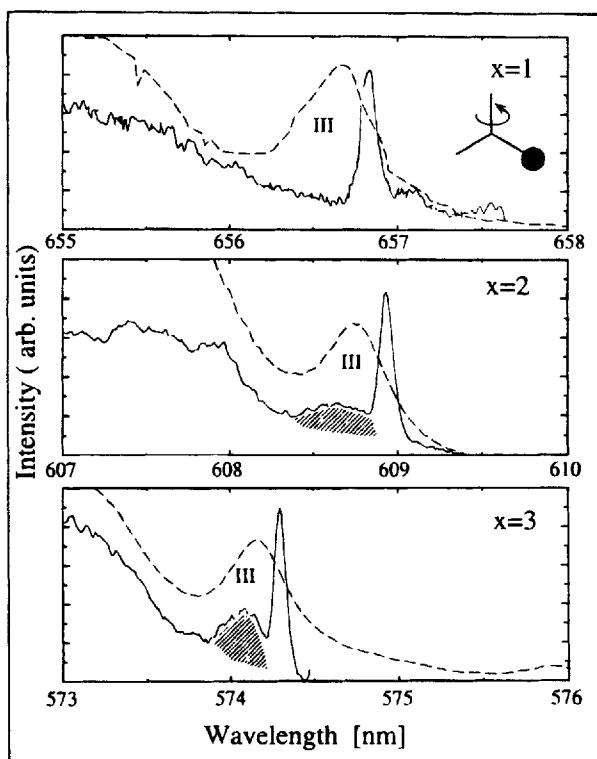 x=1
III
655 656 657 658
x=2
III
607 608 609 610
x=3
III
573 574 575 576
Intensity ( arb. units)
Wavelength [nm]